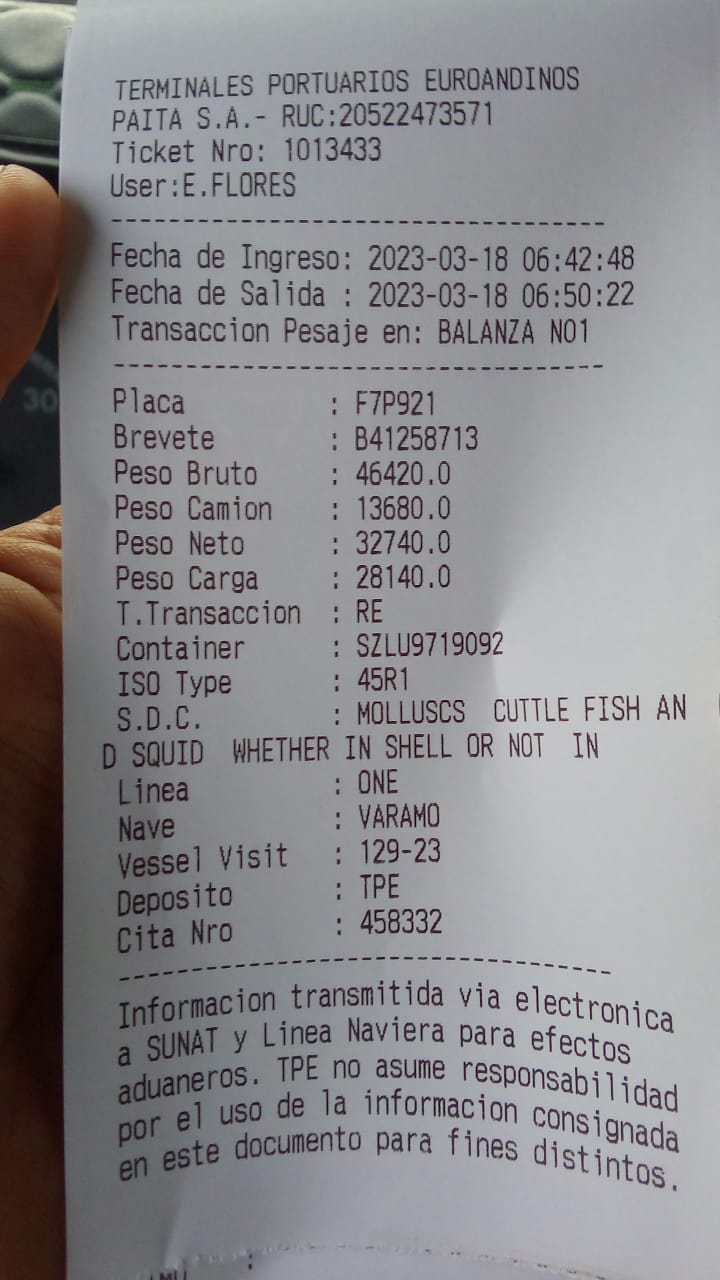 TERMINALES PORTUARIOS EUROANDINOS
PAITA S.A.- RUC:20522473571
Ticket Nro: 1013433
User:E.FLORES
----------------------------------
Fecha de Ingreso: 2023-03-18 06:42:48
Fecha de Salida : 2023-03-18 06:50:22
Transaccion Pesaje en: BALANZA NO1
----------------------------------
Placa : F7P921
Brevete : B41258713
Peso Bruto : 46420.0
Peso Camion : 13680.0
Peso Neto : 32740.0
Peso Carga : 28140.0
T.Transaccion : RE
Container : SZLU9719092
ISO Type : 45R1
S.D.C. : MOLLUSCS CUTTLE FISH AN
D SQUID WHETHER IN SHELL OR NOT IN
Linea : ONE
Nave : VARAMO
Vessel Visit : 129-23
Deposito : TPE
Cita Nro : 458332
----------------------------------
Informacion transmitida via electronica
a SUNAT y Linea Naviera para efectos
aduaneros. TPE no asume responsabilidad
por el uso de la informacion consignada
en este documento para fines distintos.
30